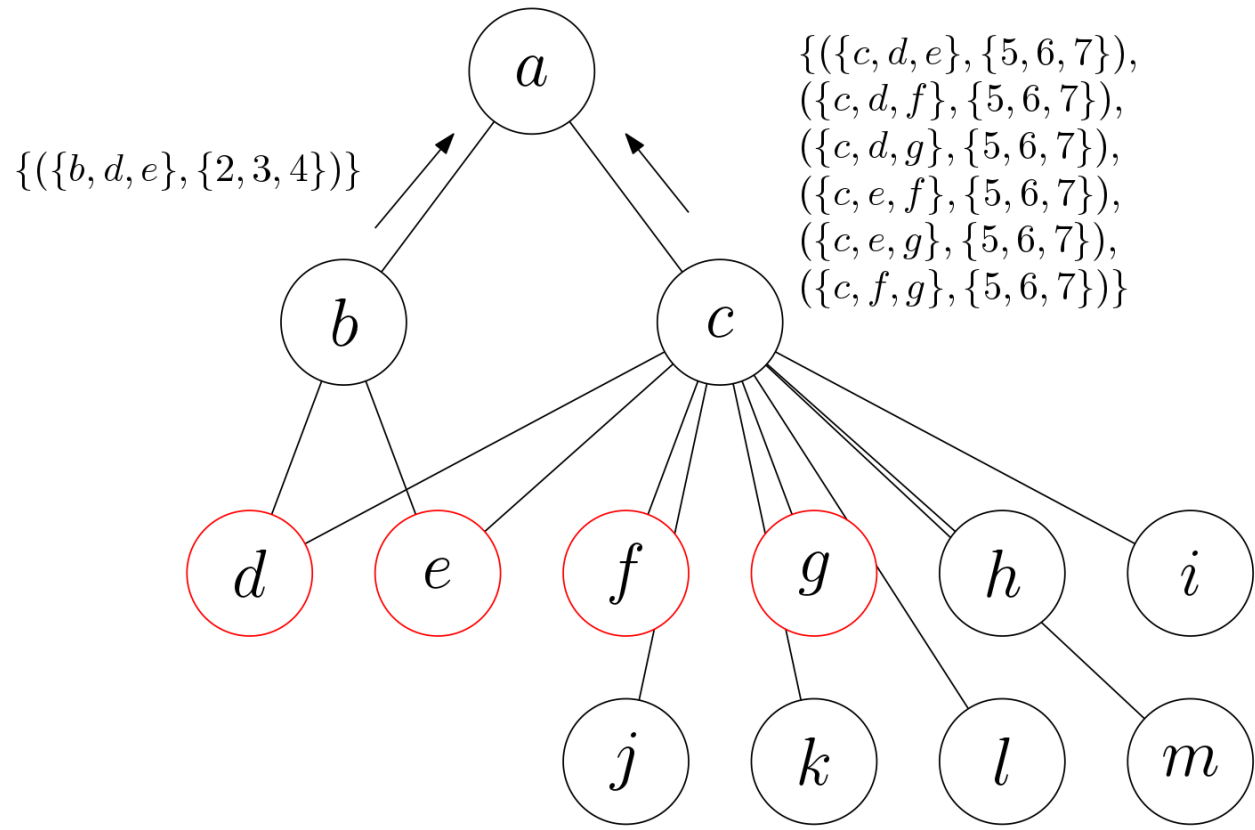 a
{({c, d, e}, {5, 6, 7}),
({c, d, f}, {5, 6, 7}),
({c, d, g}, {5, 6, 7}),
({c, e, f}, {5, 6, 7}),
({c, e, g}, {5, 6, 7}),
({c, f, g}, {5, 6, 7})}
{({b, d, e}, {2, 3, 4})}
b
c
d
e
f
g
h
i
j
k
l
m